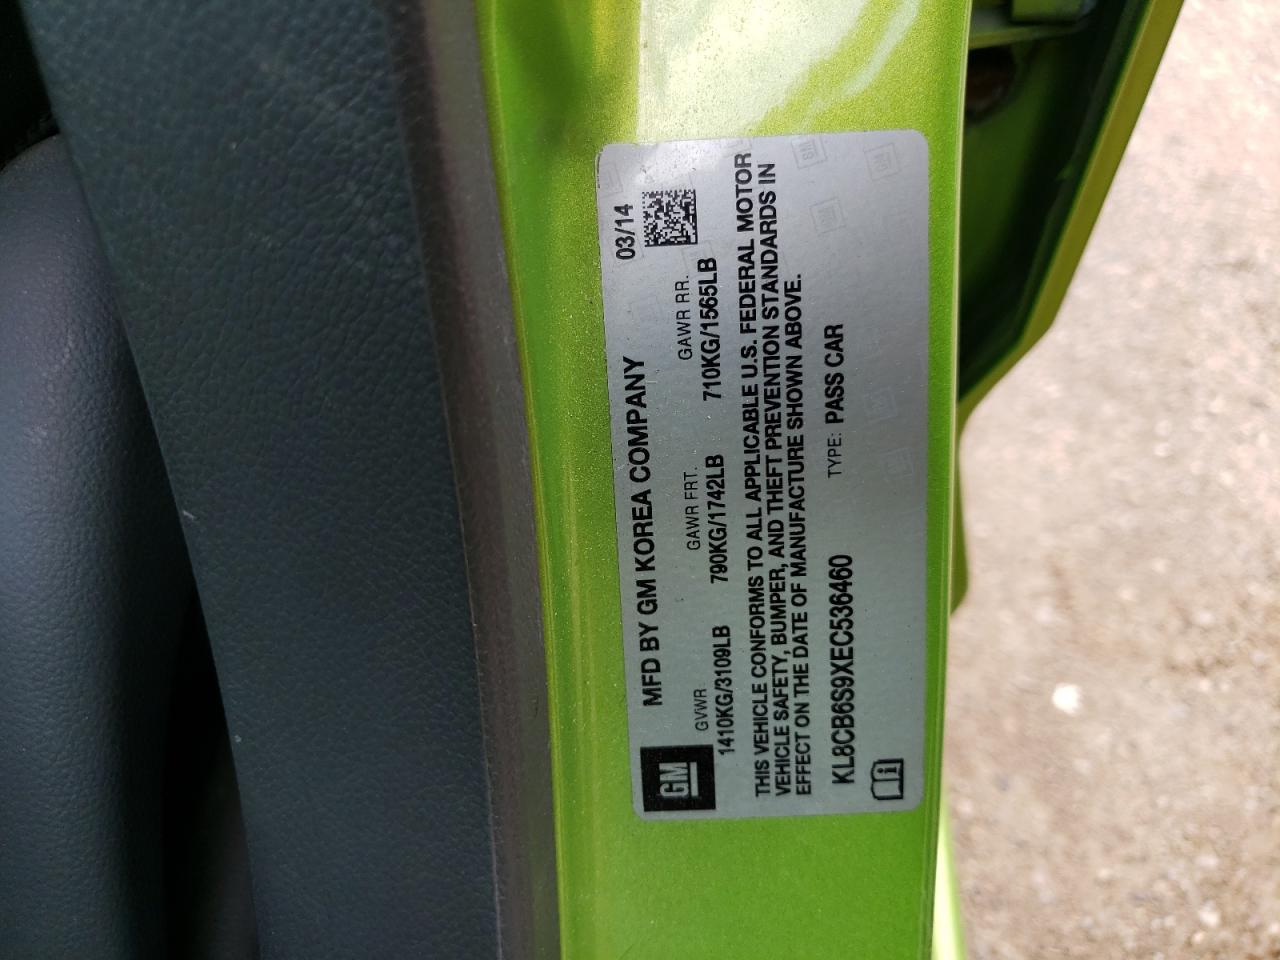 GM
MFD BY GM KOREA COMPANY 03/14
GVWR GAWR FRT. GAWR RR.
1410KG/3109LB 790KG/1742LB 710KG/1565LB
THIS VEHICLE CONFORMS TO ALL APPLICABLE U.S. FEDERAL MOTOR
VEHICLE SAFETY, BUMPER, AND THEFT PREVENTION STANDARDS IN
EFFECT ON THE DATE OF MANUFACTURE SHOWN ABOVE.
KL8CB6S9XEC536460 TYPE: PASS CAR